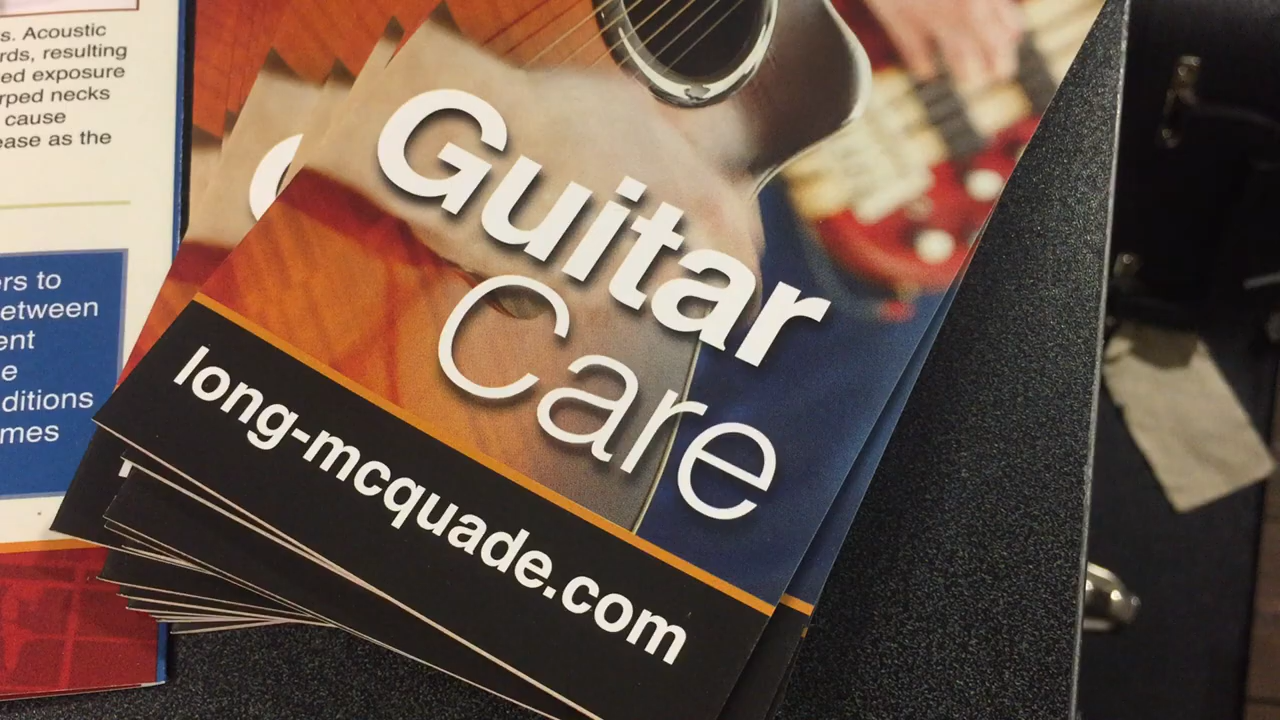 s. Acoustic
rds, resulting
ed exposure
rped necks
cause
ease as the
ers to
etween
ent
e
ditions
mes
Guitar
Care
long-mcquade.com